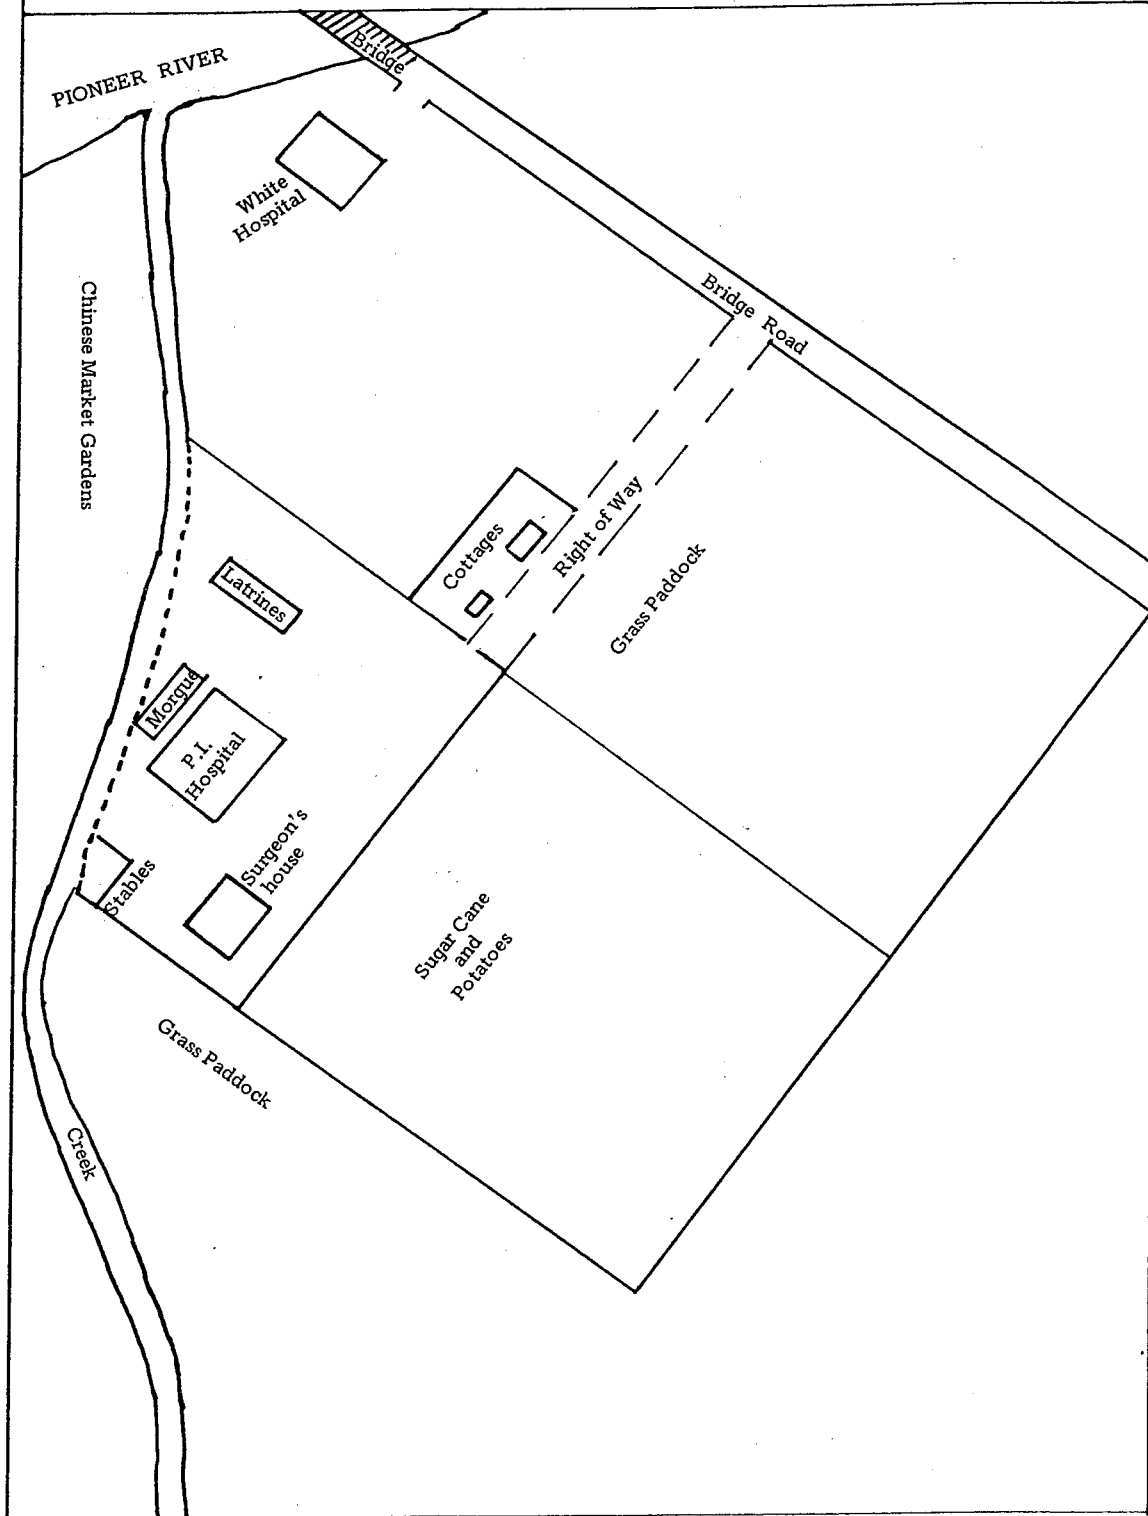 Bridge
PIONEER RIVER
White
Hospital
Chinese Market Gardens
Bridge Road
Cottages
Right of Way
Grass Paddock
Latrines
Morgue
P.I.
Hospital
Surgeon's
house
Stables
Sugar Cane
and
Potatoes
Grass Paddock
Creek